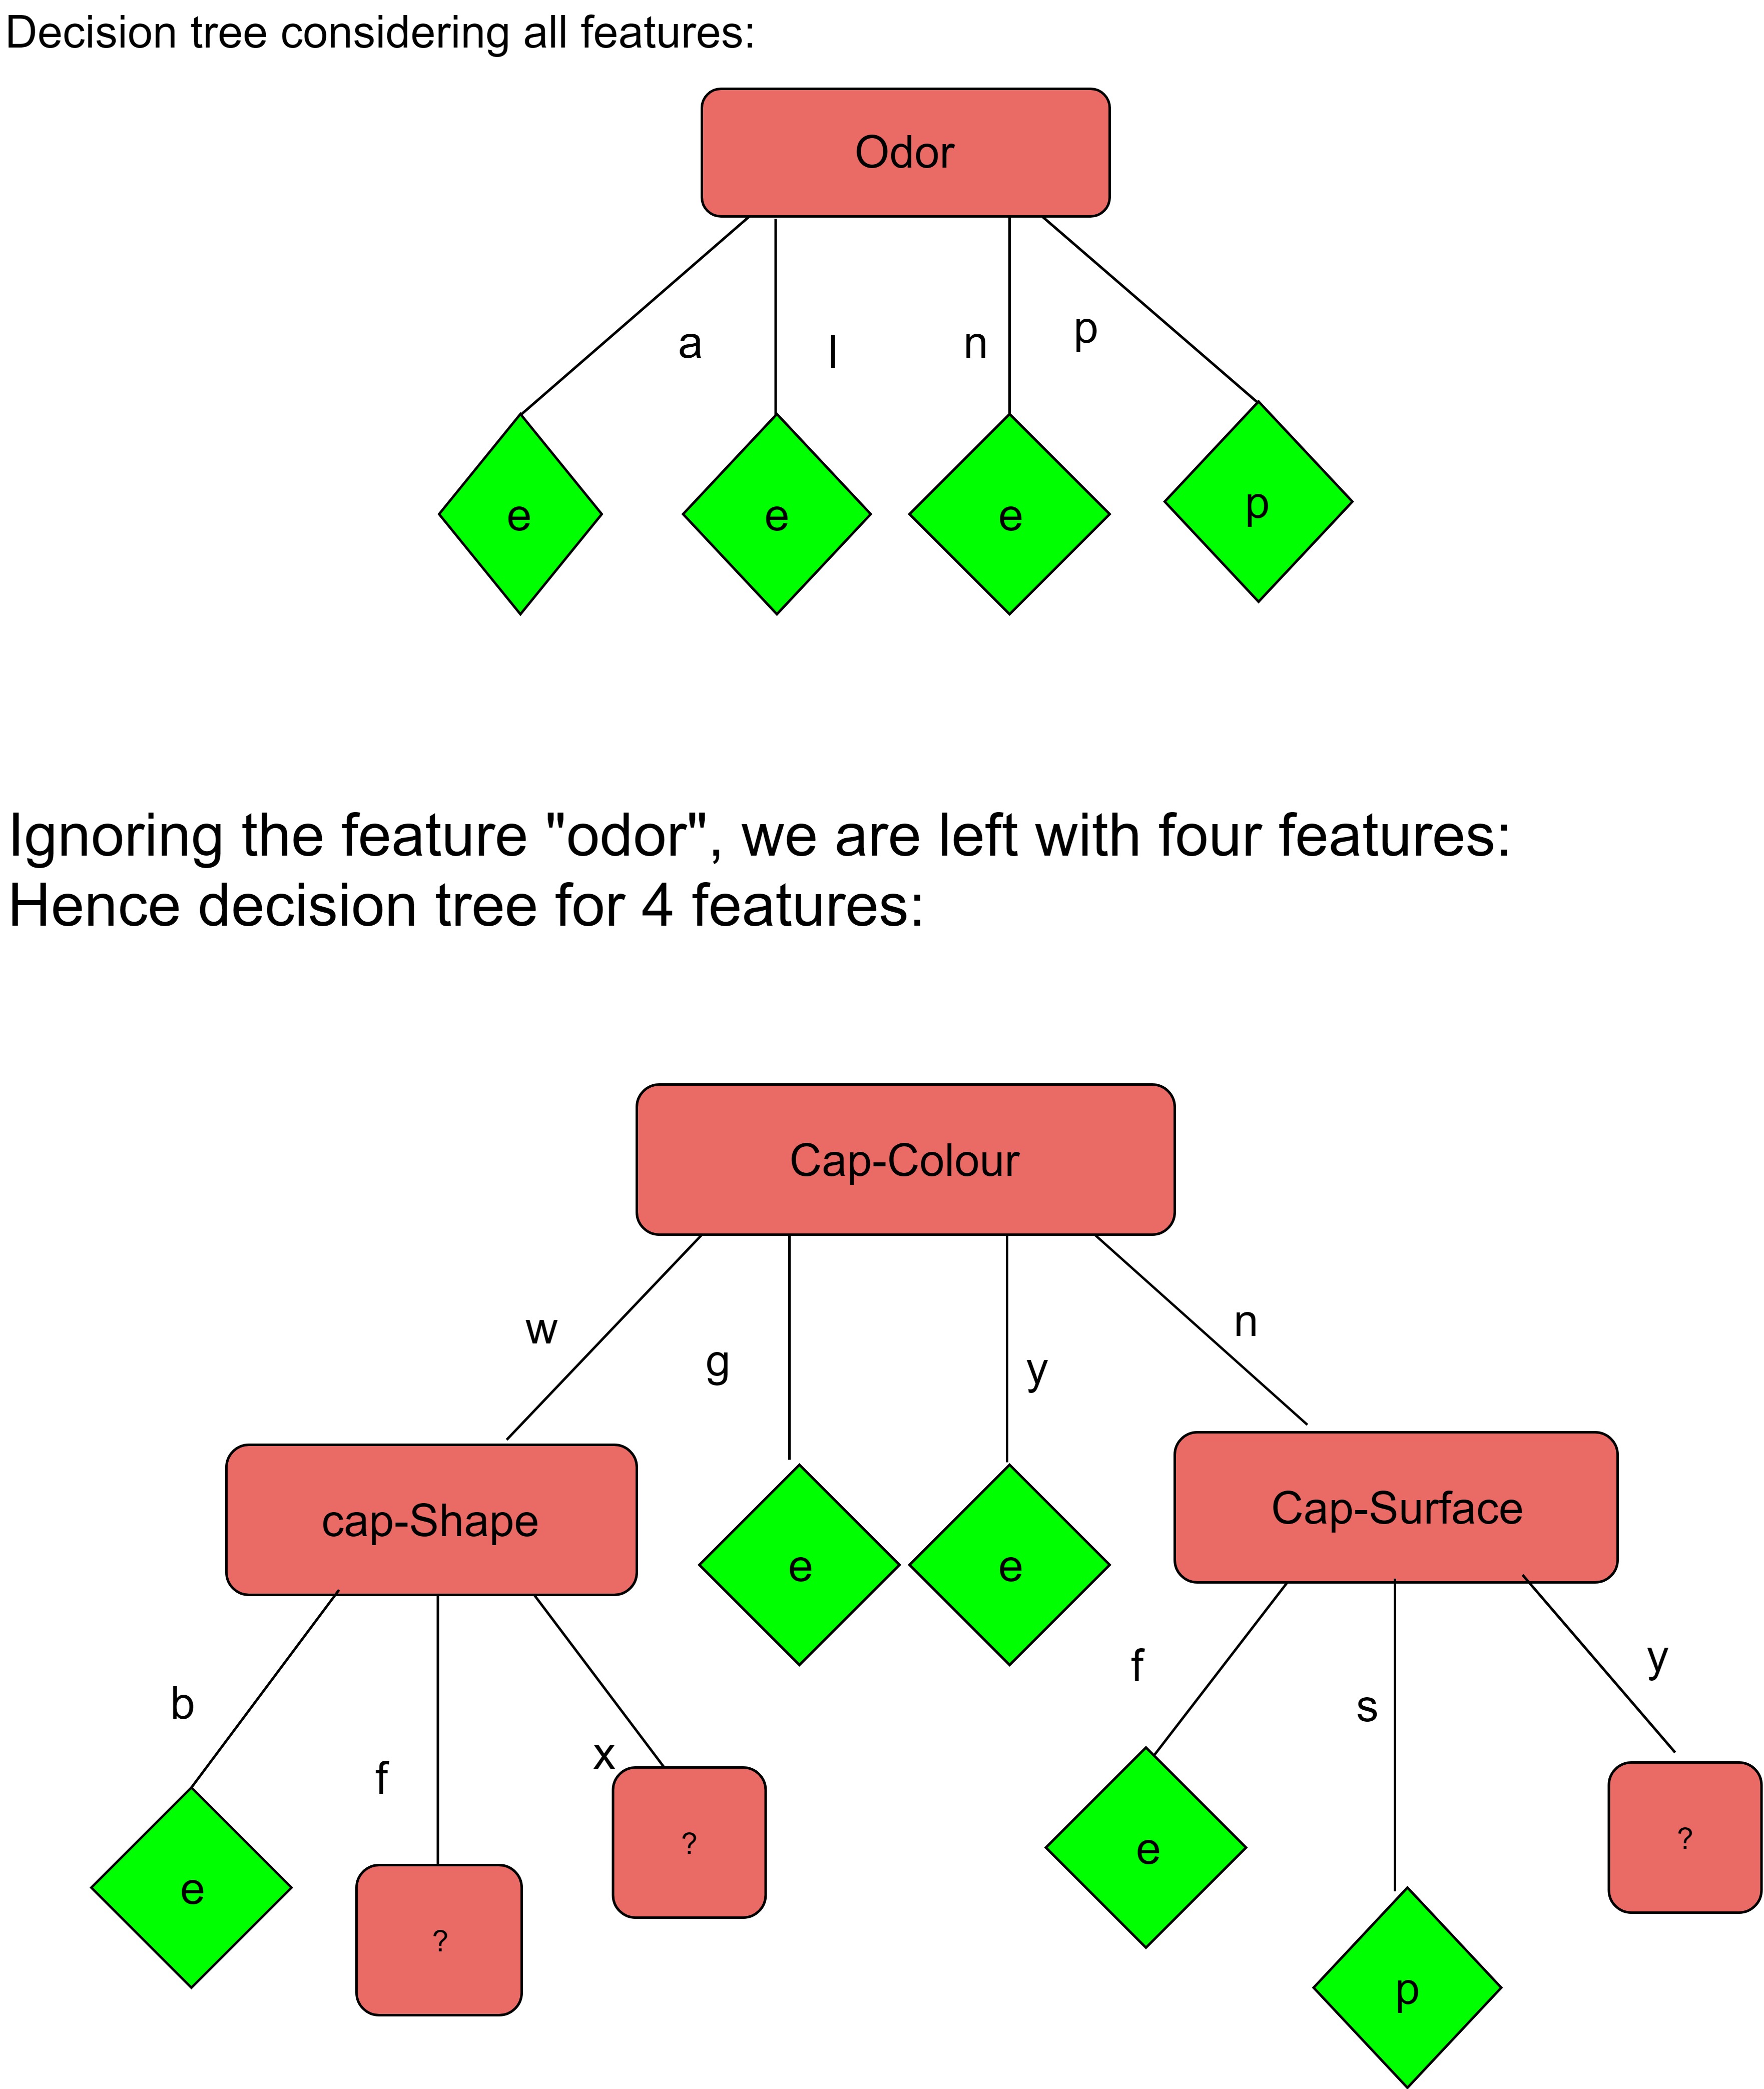 Decision tree considering all features:
Odor
a
l
n
p
e
e
e
p
Ignoring the feature "odor", we are left with four features:
Hence decision tree for 4 features:
Cap-Colour
w
g
y
n
cap-Shape
e
e
Cap-Surface
b
f
x
f
s
y
e
?
?
e
p
?